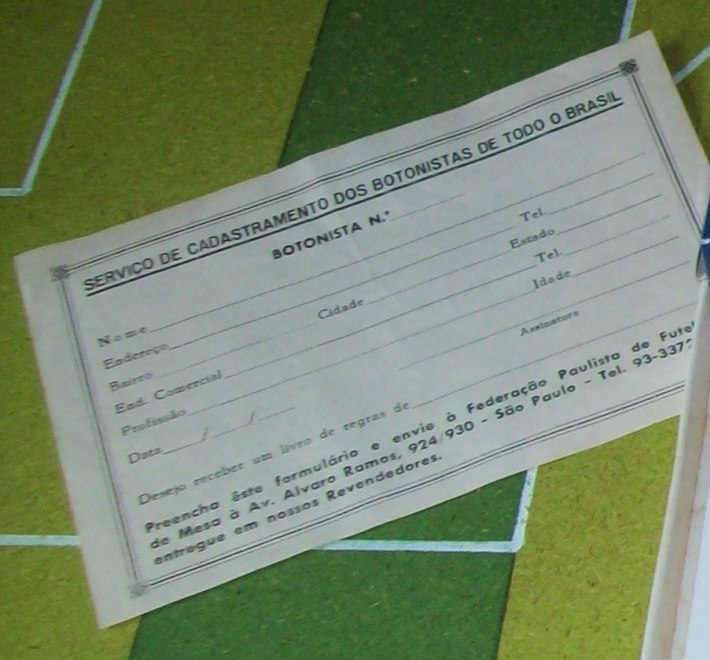 SERVIÇO DE CADASTRAMENTO DOS BOTONISTAS DE TODO O BRASIL
BOTONISTA N.º
Nome Tel.
Endereço Cidade Estado
Bairro Tel.
End. Comercial Idade
Profissão
Data / / Assinatura
Desejo receber um livro de regras de
Preencha êste formulário e envie à Federação Paulista de Fute
de Mesa à Av. Alvaro Ramos, 924/930 - São Paulo - Tel. 93-337
entregue em nossos Revendedores.